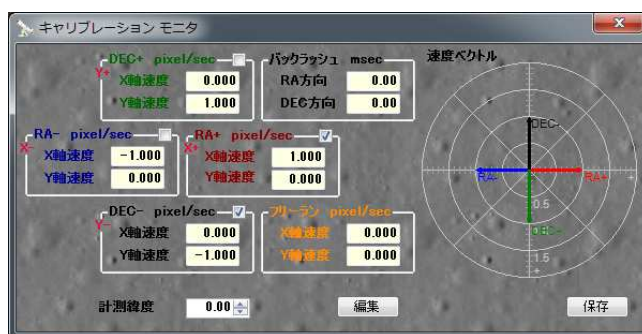 キャリブレーション モニタ
DEC+ pixel/sec
Y+
X軸速度 0.000
Y軸速度 1.000
バックラッシュ msec
RA方向 0.00
DEC方向 0.00
速度ベクトル
RA- pixel/sec
X-
X軸速度 -1.000
Y軸速度 0.000
RA+ pixel/sec
X+
X軸速度 1.000
Y軸速度 0.000
DEC- pixel/sec
Y-
X軸速度 0.000
Y軸速度 -1.000
フリーラン pixel/sec
X軸速度 0.000
Y軸速度 0.000
DEC-
RA-
RA+
- +
0.5
DEC-
1.5
+
計測緯度 0.00
編集
保存